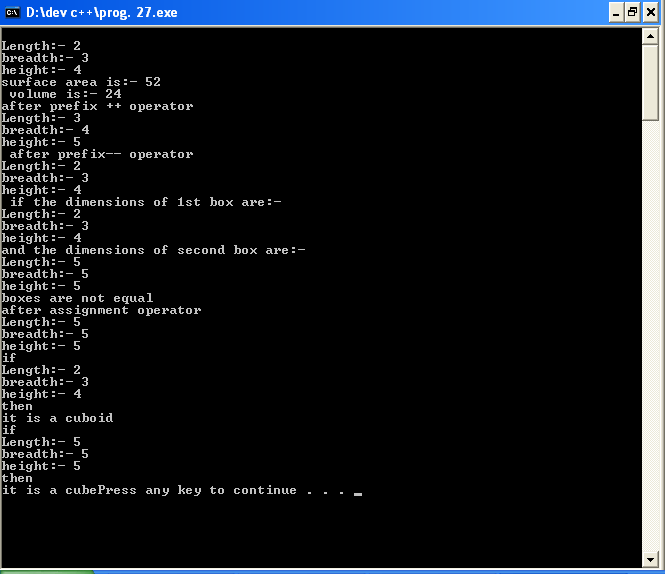 D:\dev c++\prog. 27.exe
Length:- 2
breadth:- 3
height:- 4
surface area is:- 52
 volume is:- 24
after prefix ++ operator
Length:- 3
breadth:- 4
height:- 5
 after prefix-- operator
Length:- 2
breadth:- 3
height:- 4
 if the dimensions of 1st box are:-
Length:- 2
breadth:- 3
height:- 4
and the dimensions of second box are:-
Length:- 5
breadth:- 5
height:- 5
boxes are not equal
after assignment operator
Length:- 5
breadth:- 5
height:- 5
if
Length:- 2
breadth:- 3
height:- 4
then
it is a cuboid
if
Length:- 5
breadth:- 5
height:- 5
then
it is a cubePress any key to continue . . . _